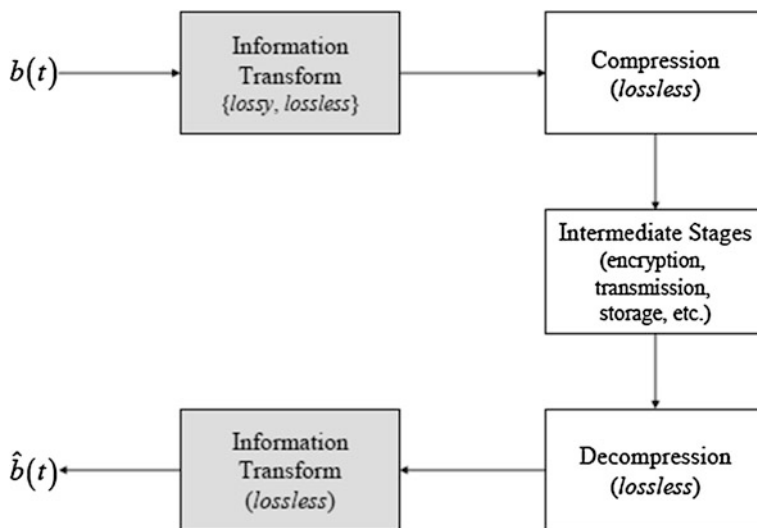 b(t)
Information
Transform
{lossy, lossless}
Compression
(lossless)
Intermediate Stages
(encryption,
transmission,
storage, etc.)
Decompression
(lossless)
Information
Transform
(lossless)
b̂(t)